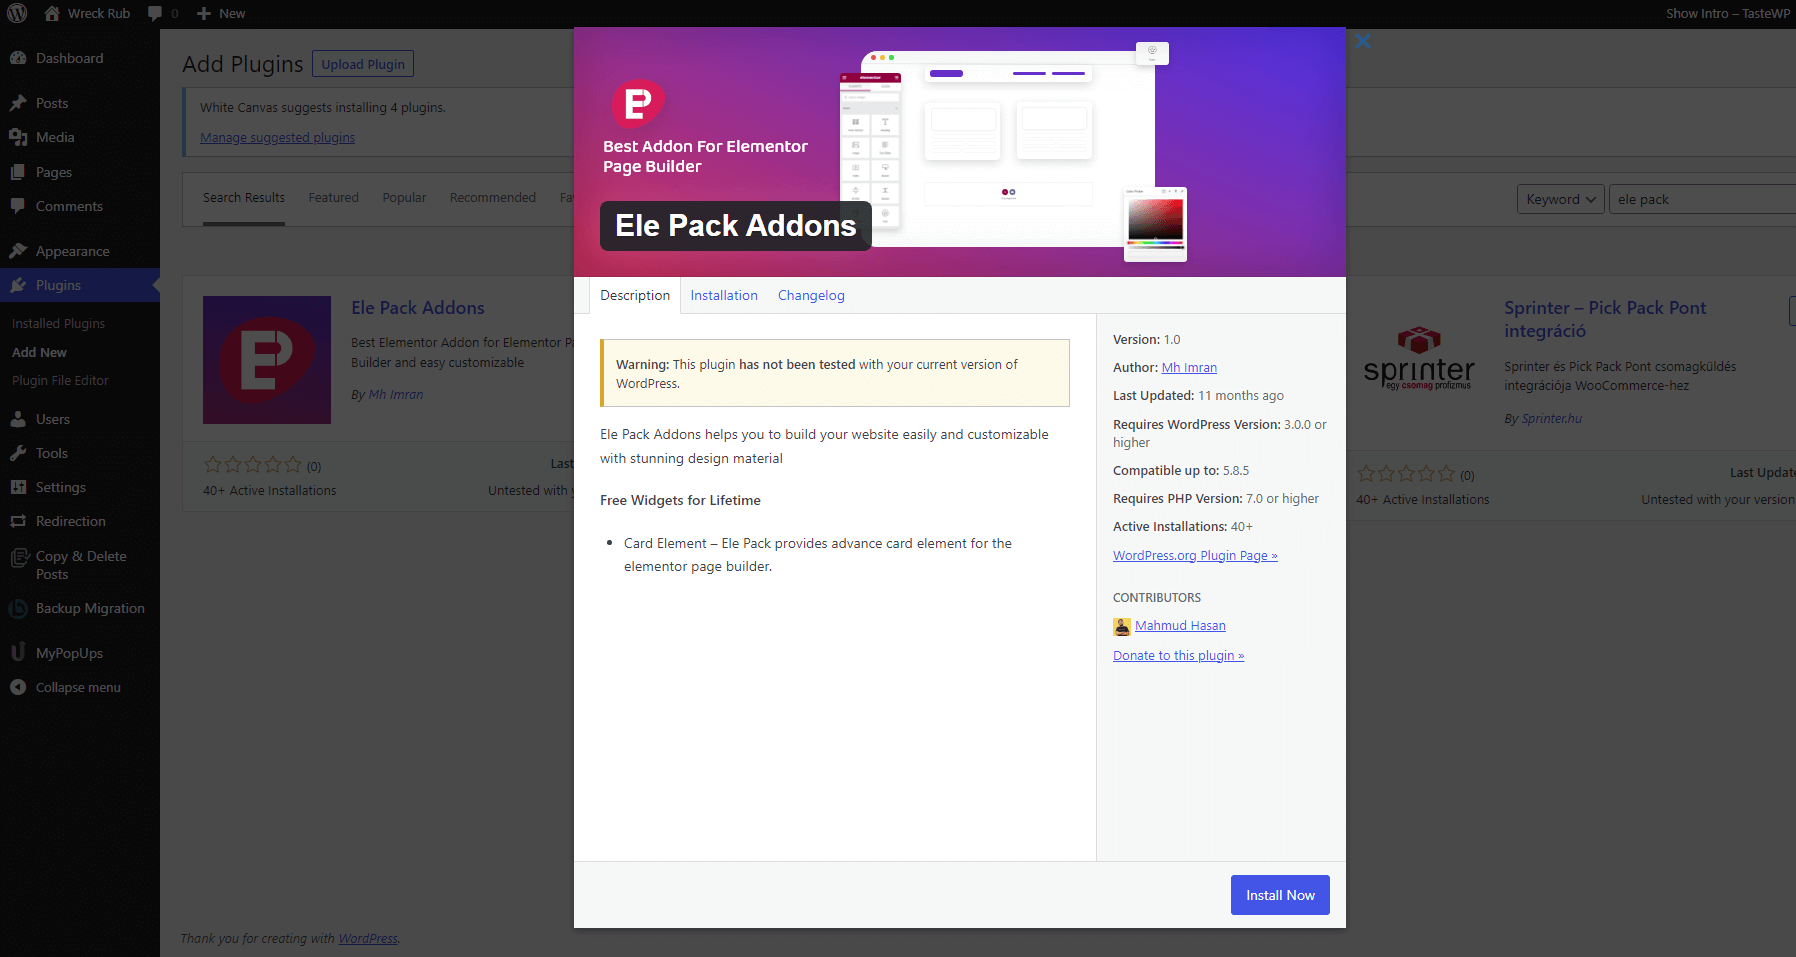 Wreck Rub
0
New
Show Intro – TasteWP
Dashboard
Posts
Media
Pages
Comments
Appearance
Plugins
Installed Plugins
Add New
Plugin File Editor
Users
Tools
Settings
Redirection
Copy & Delete
Posts
Backup Migration
MyPopUps
Collapse menu
Add Plugins
Upload Plugin
White Canvas suggests installing 4 plugins.
Manage suggested plugins
Search Results
Featured
Popular
Recommended
Keyword
ele pack
Ele Pack Addons
Best Elementor Addon for Elementor
Builder and easy customizable
By Mh Imran
(0)
Last
40+ Active Installations
Untested with
EP
Best Addon For Elementor
Page Builder
elementor
Ele Pack Addons
Description
Installation
Changelog
Warning: This plugin has not been tested with your current version of
WordPress.
Ele Pack Addons helps you to build your website easily and customizable
with stunning design material
Free Widgets for Lifetime
Card Element – Ele Pack provides advance card element for the
elementor page builder.
Version: 1.0
Author: Mh Imran
Last Updated: 11 months ago
Requires WordPress Version: 3.0.0 or
higher
Compatible up to: 5.8.5
Requires PHP Version: 7.0 or higher
Active Installations: 40+
WordPress.org Plugin Page »
CONTRIBUTORS
Mahmud Hasan
Donate to this plugin »
Install Now
sprinter
egy csomag profizmus
Sprinter – Pick Pack Pont
integráció
Sprinter és Pick Pack Pont csomagküldés
integrációja WooCommerce-hez
By Sprinter.hu
(0)
Last Update
40+ Active Installations
Untested with your version
Thank you for creating with WordPress.